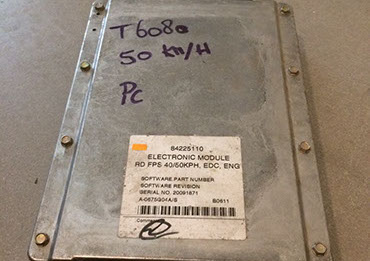 T6080
50 km/H
PC
84225110
ELECTRONIC MODULE
RD FPS 40/50KPH, EDC, ENG
SOFTWARE PART NUMBER
SOFTWARE REVISION
SERIAL NO. 20091871
A-0675G04A/S B0811